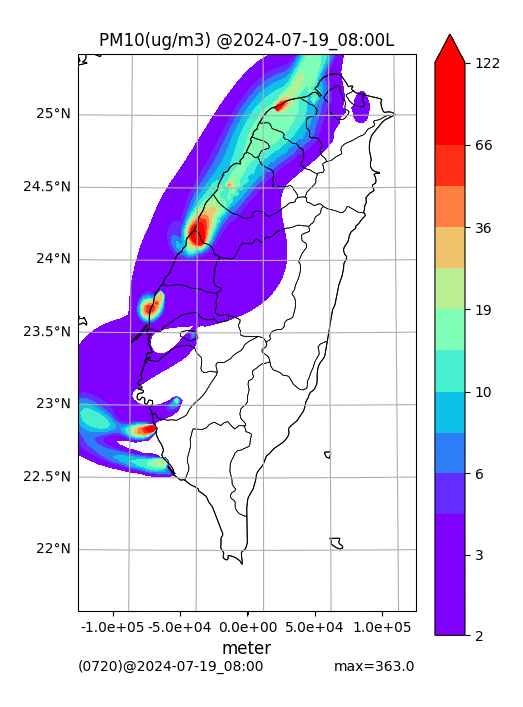 PM10(ug/m3) @2024-07-19_08:00L
122
66
36
19
10
6
3
2
25°N
24.5°N
24°N
23.5°N
23°N
22.5°N
22°N
-1.0e+05 -5.0e+04 0.0e+00 5.0e+04 1.0e+05
meter
(0720)@2024-07-19_08:00 max=363.0